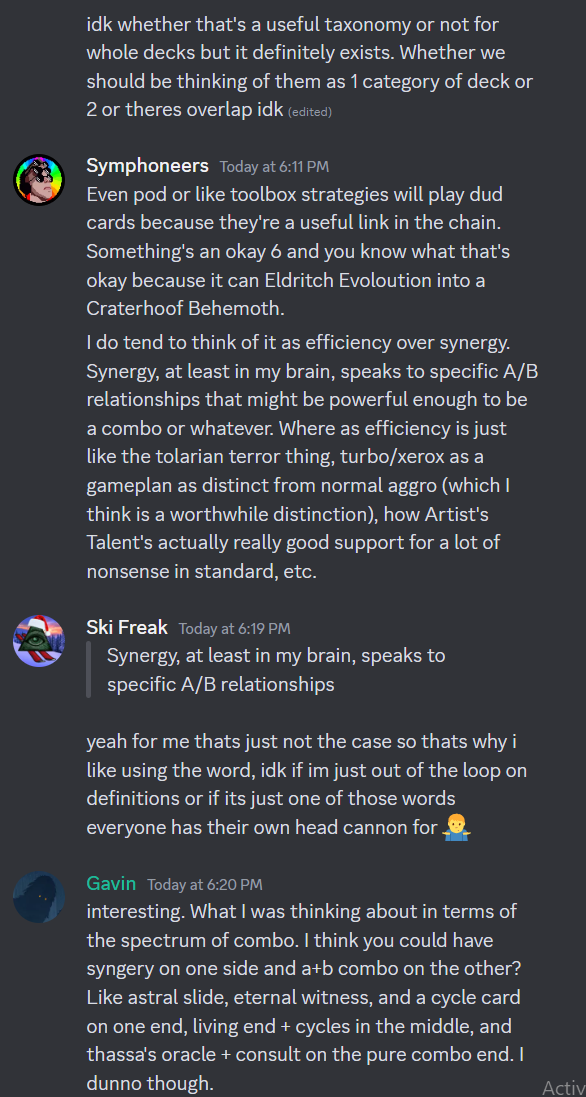 idk whether that's a useful taxonomy or not for
whole decks but it definitely exists. Whether we
should be thinking of them as 1 category of deck or
2 or theres overlap idk (edited)
Symphoneers Today at 6:11 PM
Even pod or like toolbox strategies will play dud
cards because they're a useful link in the chain.
Something's an okay 6 and you know what that's
okay because it can Eldritch Evoloution into a
Craterhoof Behemoth.
I do tend to think of it as efficiency over synergy.
Synergy, at least in my brain, speaks to specific A/B
relationships that might be powerful enough to be
a combo or whatever. Where as efficiency is just
like the tolarian terror thing, turbo/xerox as a
gameplan as distinct from normal aggro (which I
think is a worthwhile distinction), how Artist's
Talent's actually really good support for a lot of
nonsense in standard, etc.
Ski Freak Today at 6:19 PM
Synergy, at least in my brain, speaks to
specific A/B relationships
yeah for me thats just not the case so thats why i
like using the word, idk if im just out of the loop on
definitions or if its just one of those words
everyone has their own head cannon for 🤷‍♂️
Gavin Today at 6:20 PM
interesting. What I was thinking about in terms of
the spectrum of combo. I think you could have
syngery on one side and a+b combo on the other?
Like astral slide, eternal witness, and a cycle card
on one end, living end + cycles in the middle, and
thassa's oracle + consult on the pure combo end. I
dunno though.
Activ